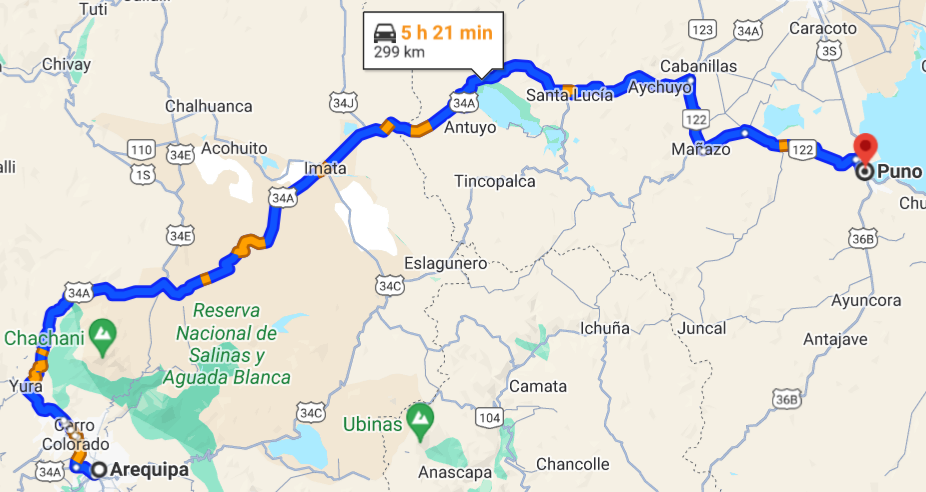 Tuti
Chivay
Chalhuanca
Acohuito
110
34E
1S
34E
34J
Imata
34A
5 h 21 min
299 km
34A
Antuyo
Santa Lucía
Aychuyo
Cabanillas
123
34A
Caracoto
3S
122
Mañazo
122
Puno
Chu
36B
Tincopalca
Eslagunero
34C
34A
Reserva
Nacional de
Salinas y
Aguada Blanca
Chachani
Yura
Cerro
Colorado
34A
Arequipa
34C
Ubinas
104
Anascapa
Camata
Chancolle
Ichuña
Juncal
Ayuncora
Antajave
36B
alli